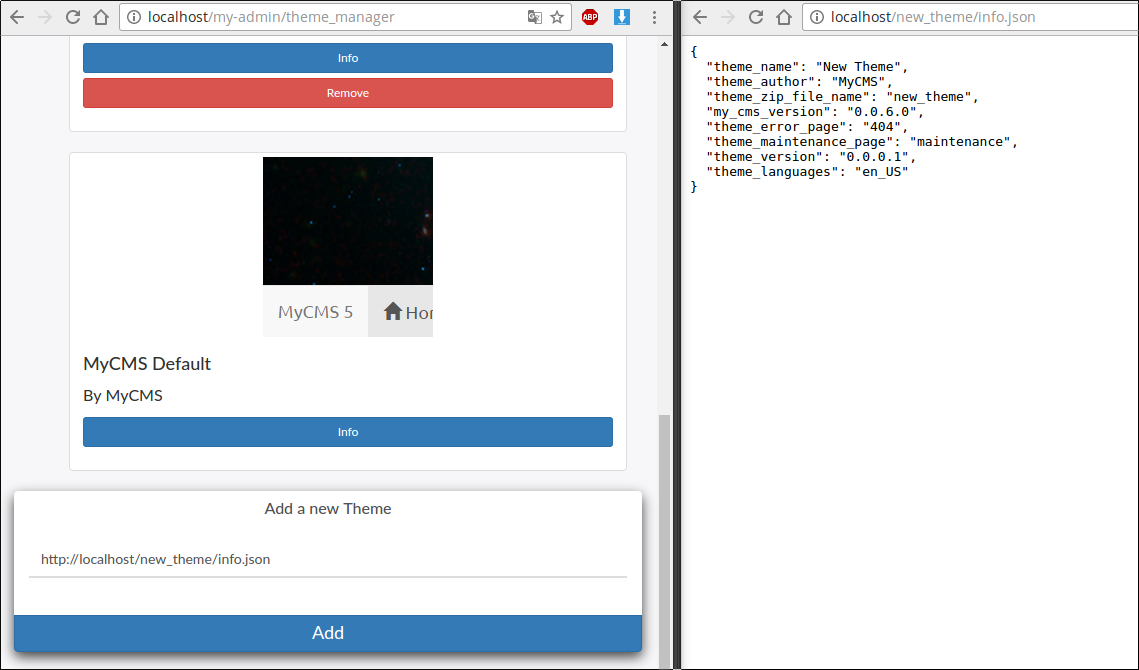 localhost/my-admin/theme_manager
ABP
Info
Remove
MyCMS 5
Hor
MyCMS Default
By MyCMS
Info
Add a new Theme
http://localhost/new_theme/info.json
Add
localhost/new_theme/info.json
{
"theme_name": "New Theme",
"theme_author": "MyCMS",
"theme_zip_file_name": "new_theme",
"my_cms_version": "0.0.6.0",
"theme_error_page": "404",
"theme_maintenance_page": "maintenance",
"theme_version": "0.0.0.1",
"theme_languages": "en_US"
}